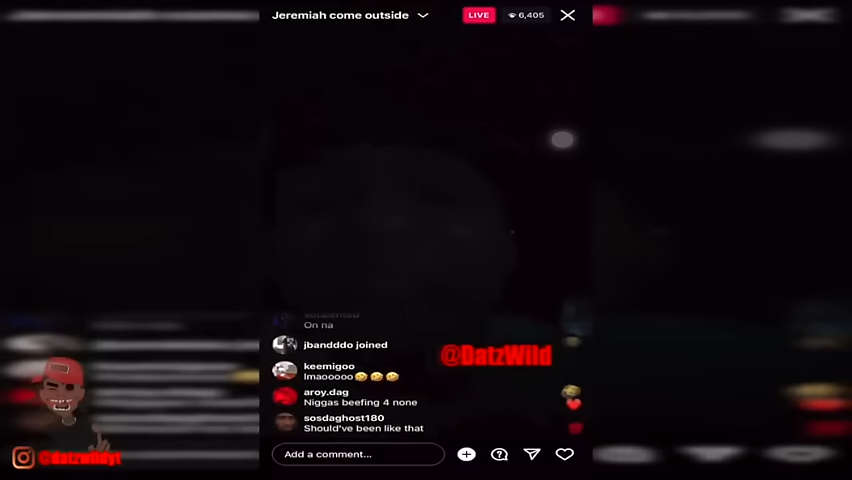 Jeremiah come outside
LIVE
6,405
On na
jbandddo joined
keemigoo
lmaooooo🤣🤣🤣
aroy.dag
Niggas beefing 4 none
sosdaghost180
Should've been like that
Add a comment...
@DatzWild
@datzwildyt